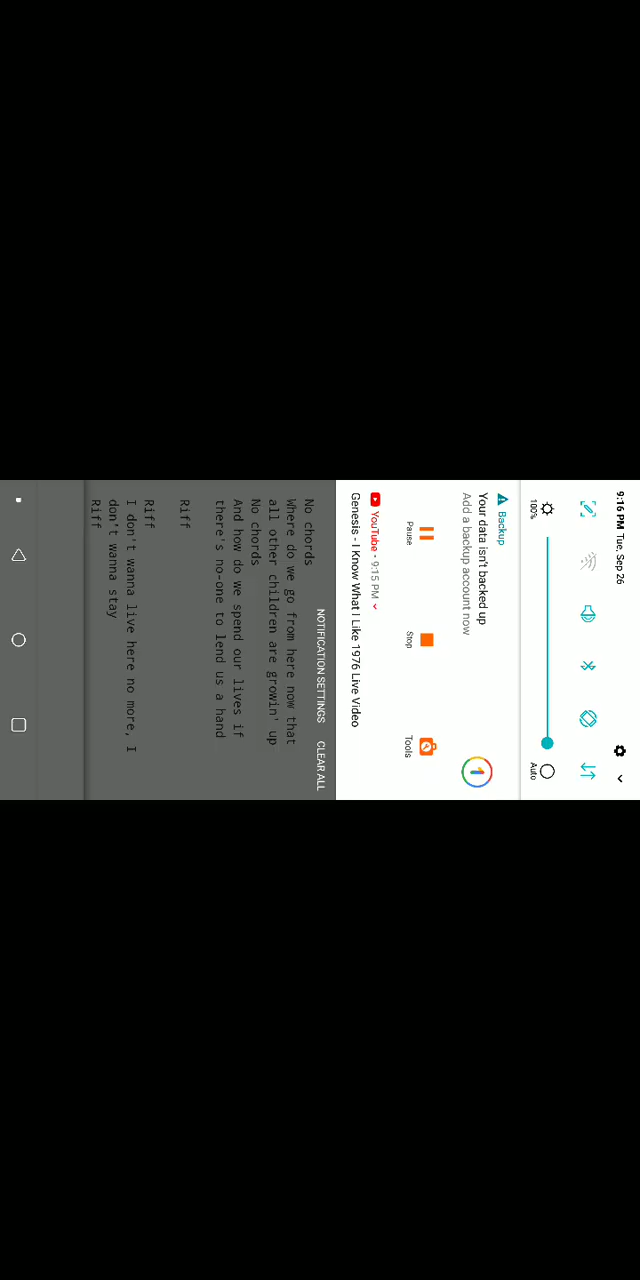 9:16 PM Tue, Sep 26
100%
Auto
Backup
Your data isn't backed up
Add a backup account now
Pause
Stop
Tools
YouTube • 9:15 PM
Genesis - I Know What I Like 1976 Live Video
NOTIFICATION SETTINGS CLEAR ALL
No chords
Where do we go from here now that
all other children are growin' up
No chords
And how do we spend our lives if
there's no-one to lend us a hand
Riff
Riff
I don't wanna live here no more, I
don't wanna stay
Riff